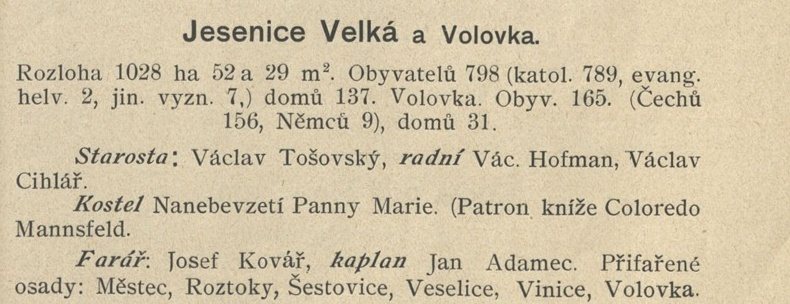 Jesenice Velká a Volovka.
Rozloha 1028 ha 52 a 29 m². Obyvatelů 798 (katol. 789, evang.
helv. 2, jin. vyzn. 7,) domů 137. Volovka. Obyv. 165. (Čechů
156, Němců 9), domů 31.
Starosta: Václav Tošovský, radní Vác. Hofman, Václav
Cihlář.
Kostel Nanebevzetí Panny Marie. (Patron kníže Coloredo
Mannsfeld.
Farář: Josef Kovář, kaplan Jan Adamec. Přifařené
osady: Městec, Roztoky, Šestovice, Veselice, Vinice, Volovka.